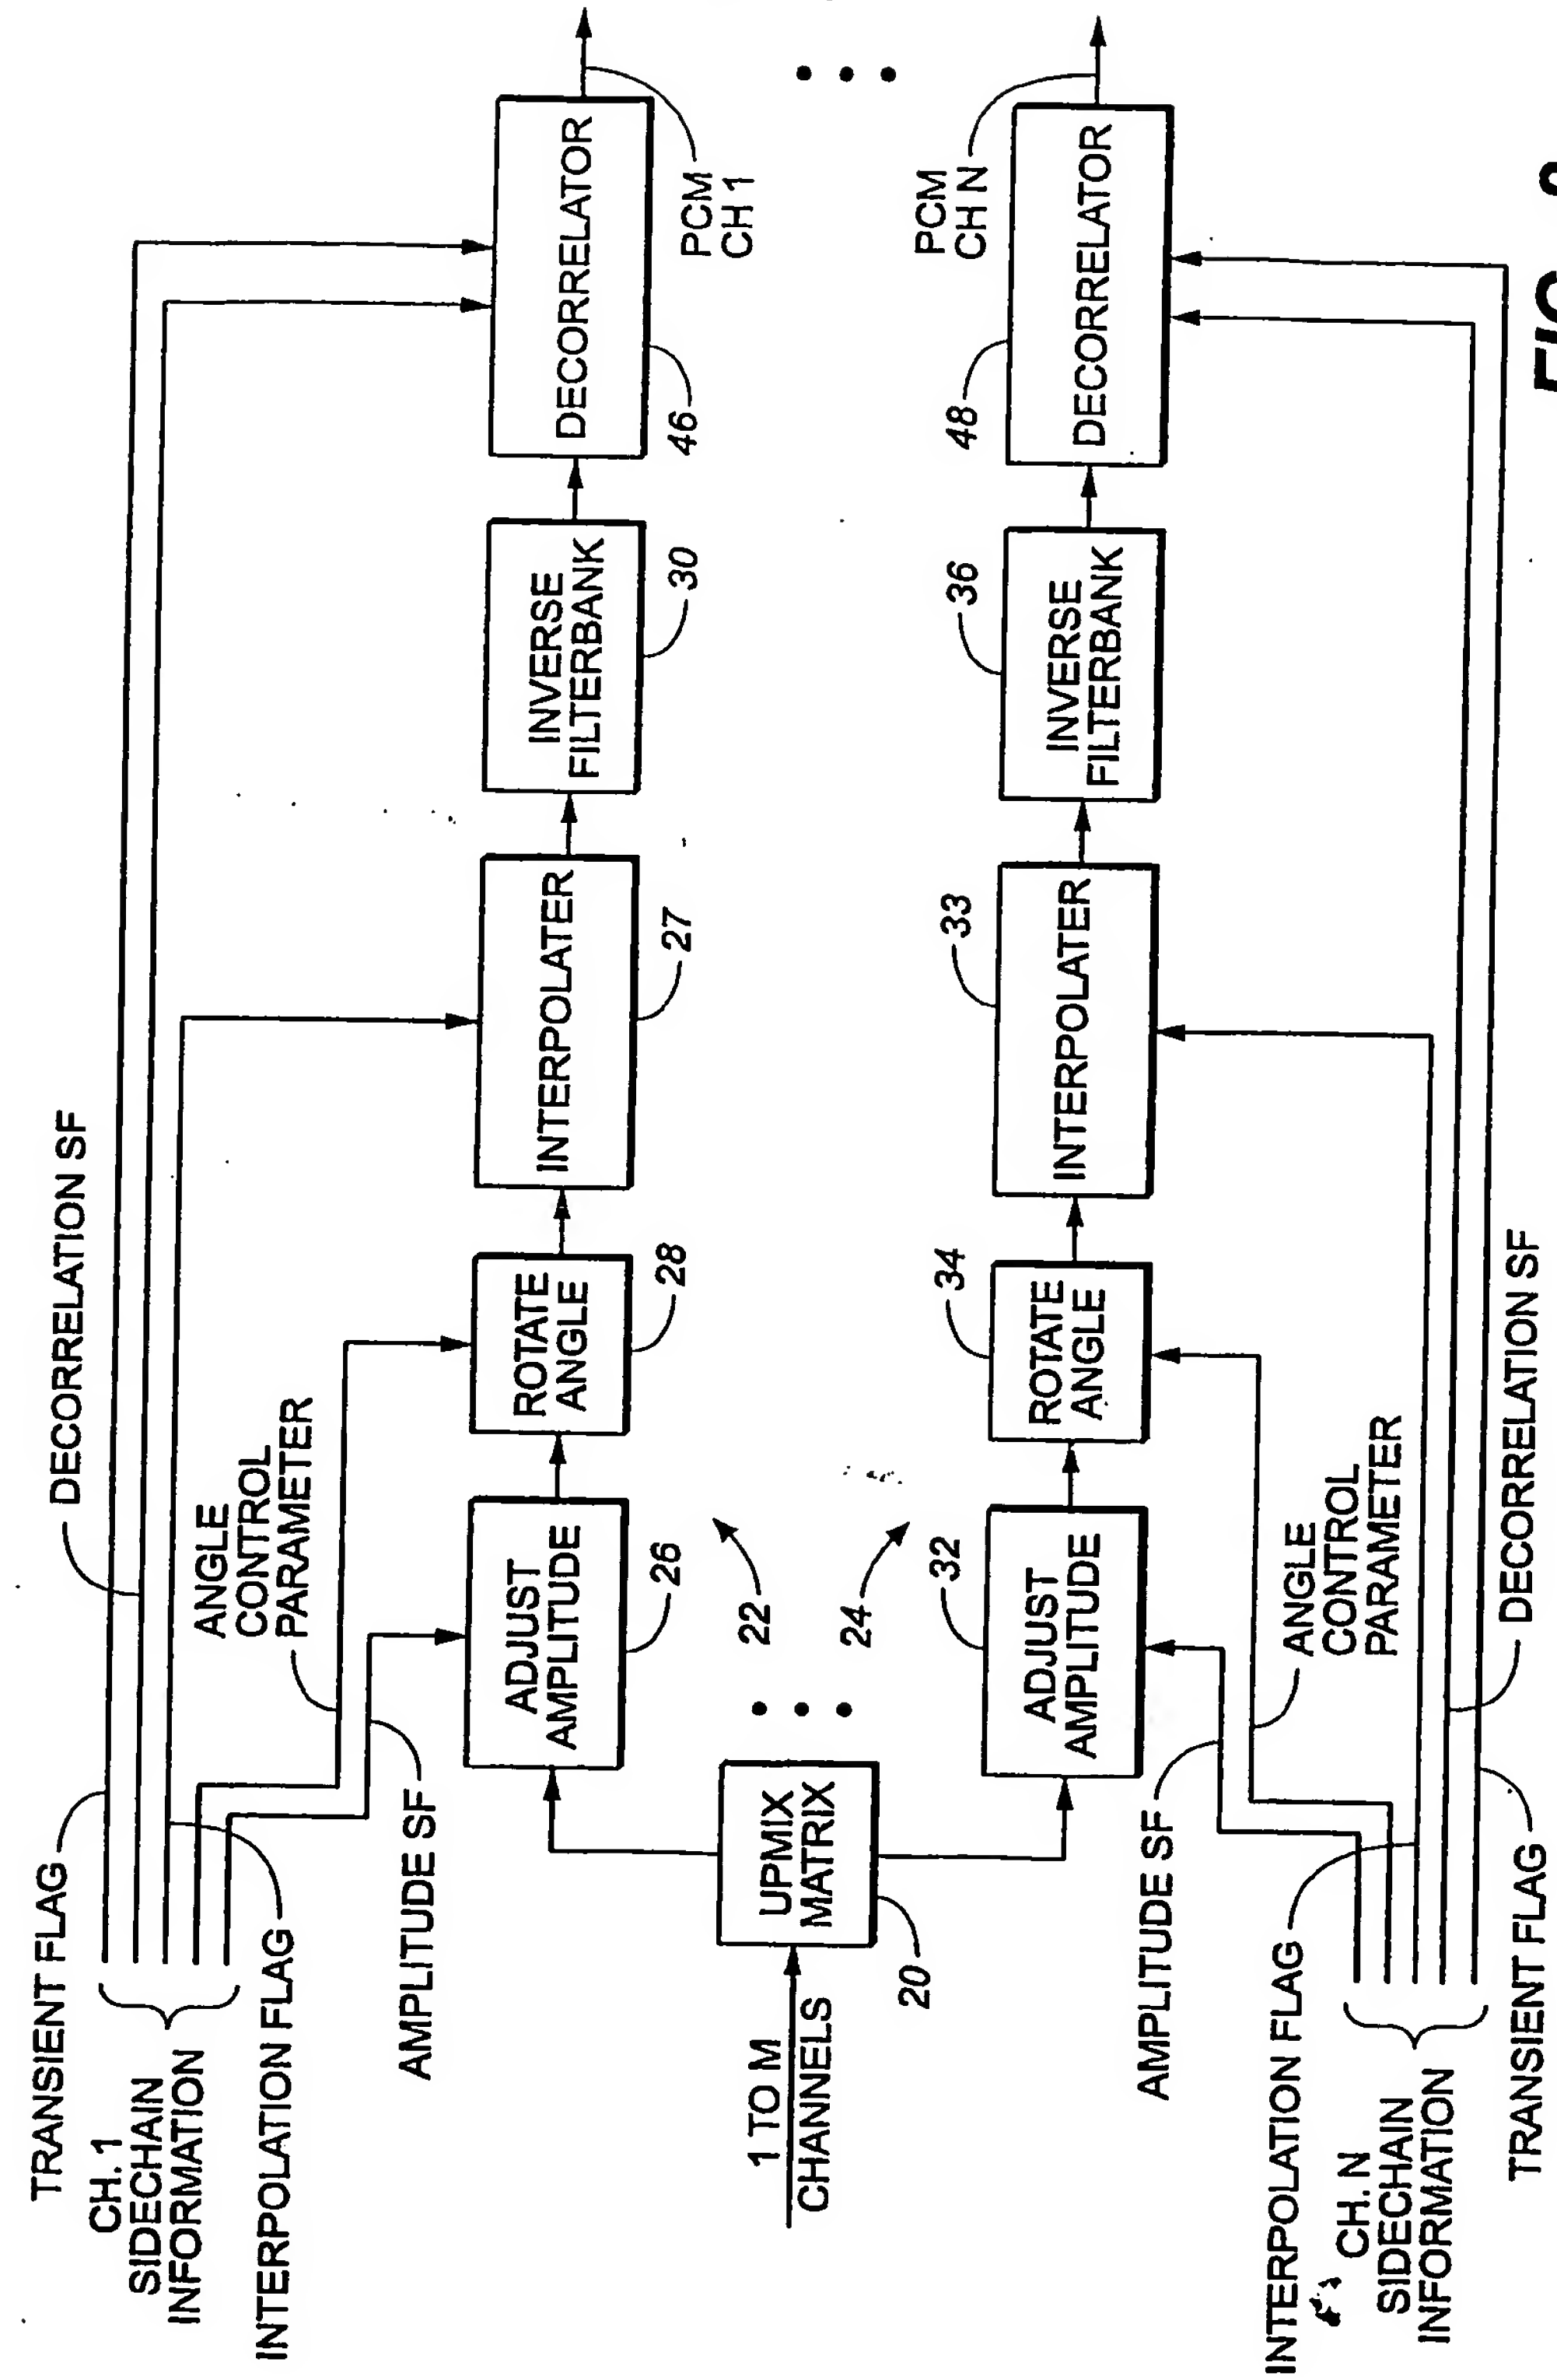 TRANSIENT FLAG
DECORRELATION SF
CH. 1
SIDECHAIN
INFORMATION
INTERPOLATION FLAG
ANGLE
CONTROL
PARAMETER
AMPLITUDE SF
ADJUST
AMPLITUDE
26
ROTATE
ANGLE
28
INTERPOLATER
27
INVERSE
FILTERBANK
30
DECORRELATOR
46
PCM
CH 1
1 TO M
CHANNELS
UPMIX
MATRIX
20
22
24
ADJUST
AMPLITUDE
32
ROTATE
ANGLE
34
INTERPOLATER
33
INVERSE
FILTERBANK
36
DECORRELATOR
48
PCM
CH N
AMPLITUDE SF
ANGLE
CONTROL
PARAMETER
INTERPOLATION FLAG
CH. N
SIDECHAIN
INFORMATION
DECORRELATION SF
TRANSIENT FLAG